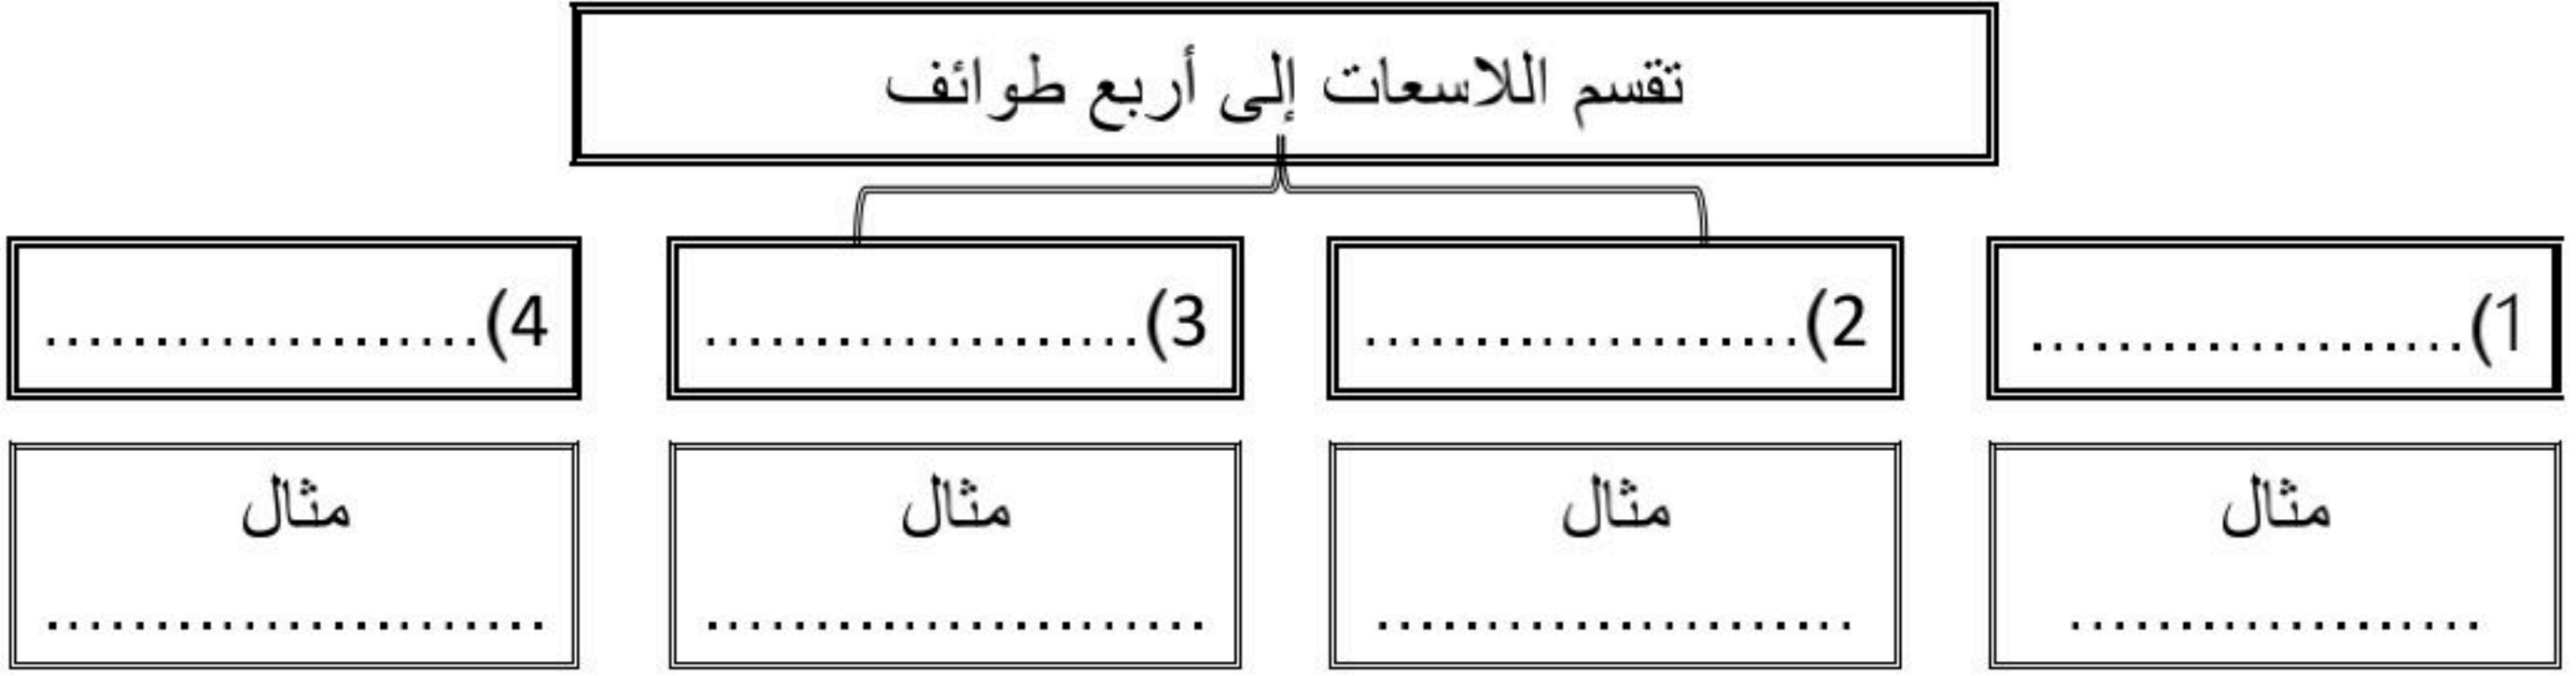 تقسم اللاسعات إلى أربع طوائف
1)....................
2)....................
3)....................
4)....................
مثال
...................
مثال
......................
مثال
.......................
مثال
.......................